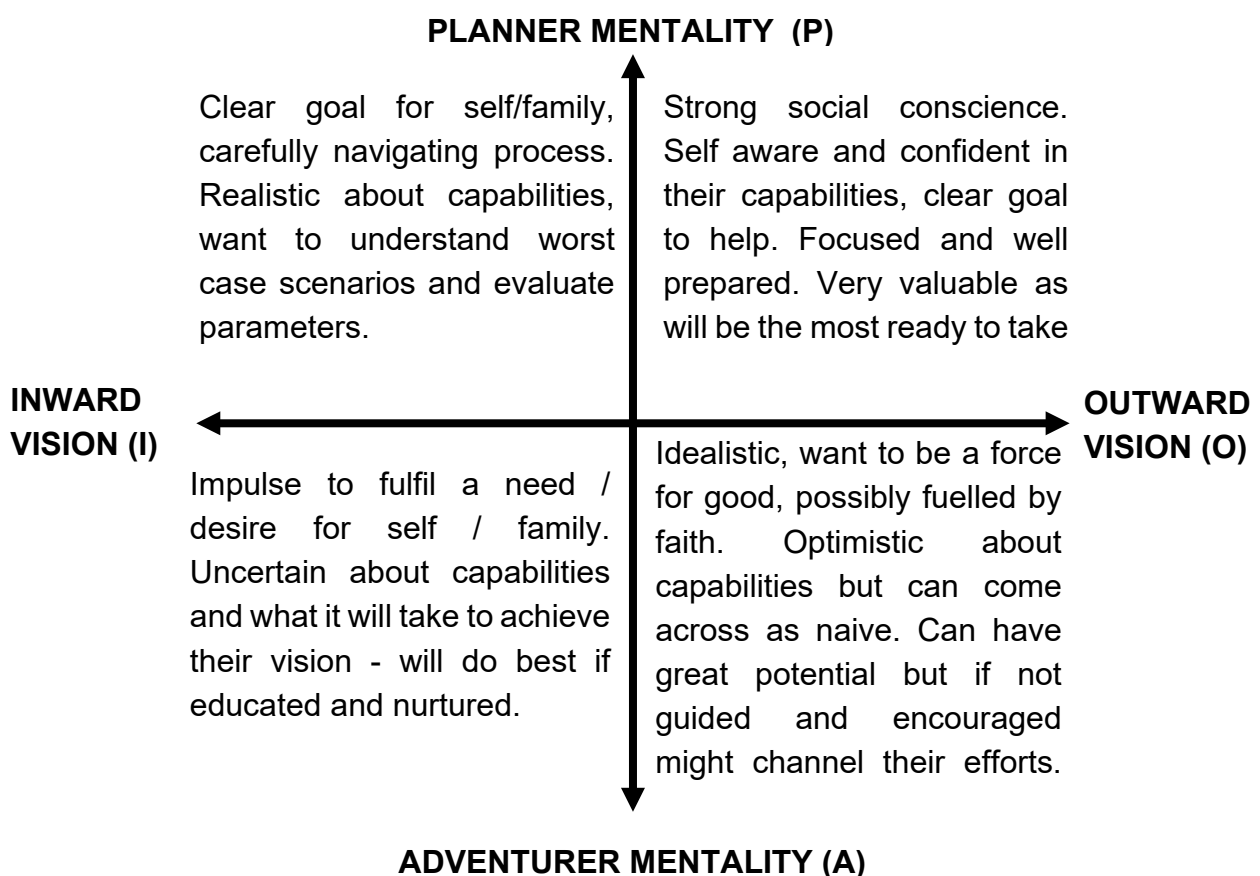 PLANNER MENTALITY (P)
Clear goal for self/family,
carefully navigating process.
Realistic about capabilities,
want to understand worst
case scenarios and evaluate
parameters.
Strong social conscience.
Self aware and confident in
their capabilities, clear goal
to help. Focused and well
prepared. Very valuable as
will be the most ready to take
INWARD
VISION (I)
OUTWARD
VISION (O)
Impulse to fulfil a need /
desire for self / family.
Uncertain about capabilities
and what it will take to achieve
their vision - will do best if
educated and nurtured.
Idealistic, want to be a force
for good, possibly fuelled by
faith. Optimistic about
capabilities but can come
across as naive. Can have
great potential but if not
guided and encouraged
might channel their efforts.
ADVENTURER MENTALITY (A)